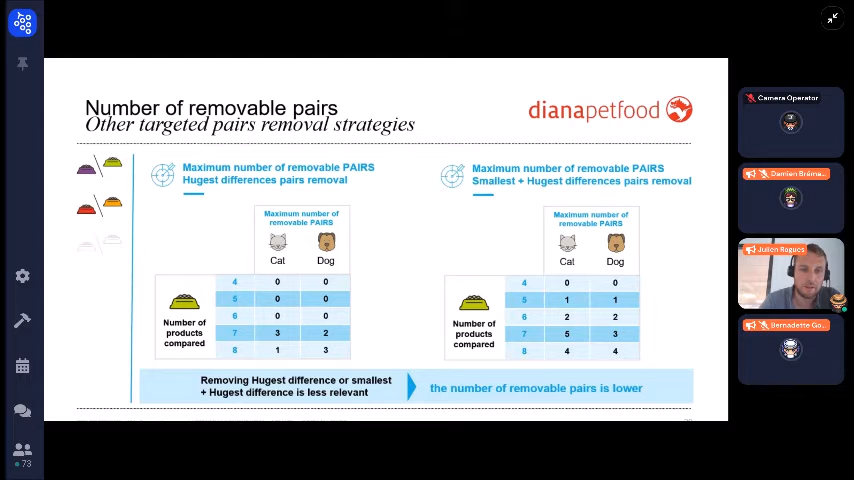 Number of removable pairs
Other targeted pairs removal strategies
dianapetfood
Maximum number of removable PAIRS
Hugest differences pairs removal
Maximum number of
removable PAIRS
Cat Dog
Number of
products
compared
4 0 0
5 0 0
6 0 0
7 3 2
8 1 3
Maximum number of removable PAIRS
Smallest + Hugest differences pairs removal
Maximum number of
removable PAIRS
Cat Dog
Number of
products
compared
4 0 0
5 1 1
6 2 2
7 5 3
8 4 4
Removing Hugest difference or smallest
+ Hugest difference is less relevant
the number of removable pairs is lower
Camera Operator
Damien Bréma...
Julien Rogues
Bernadette Go...
73